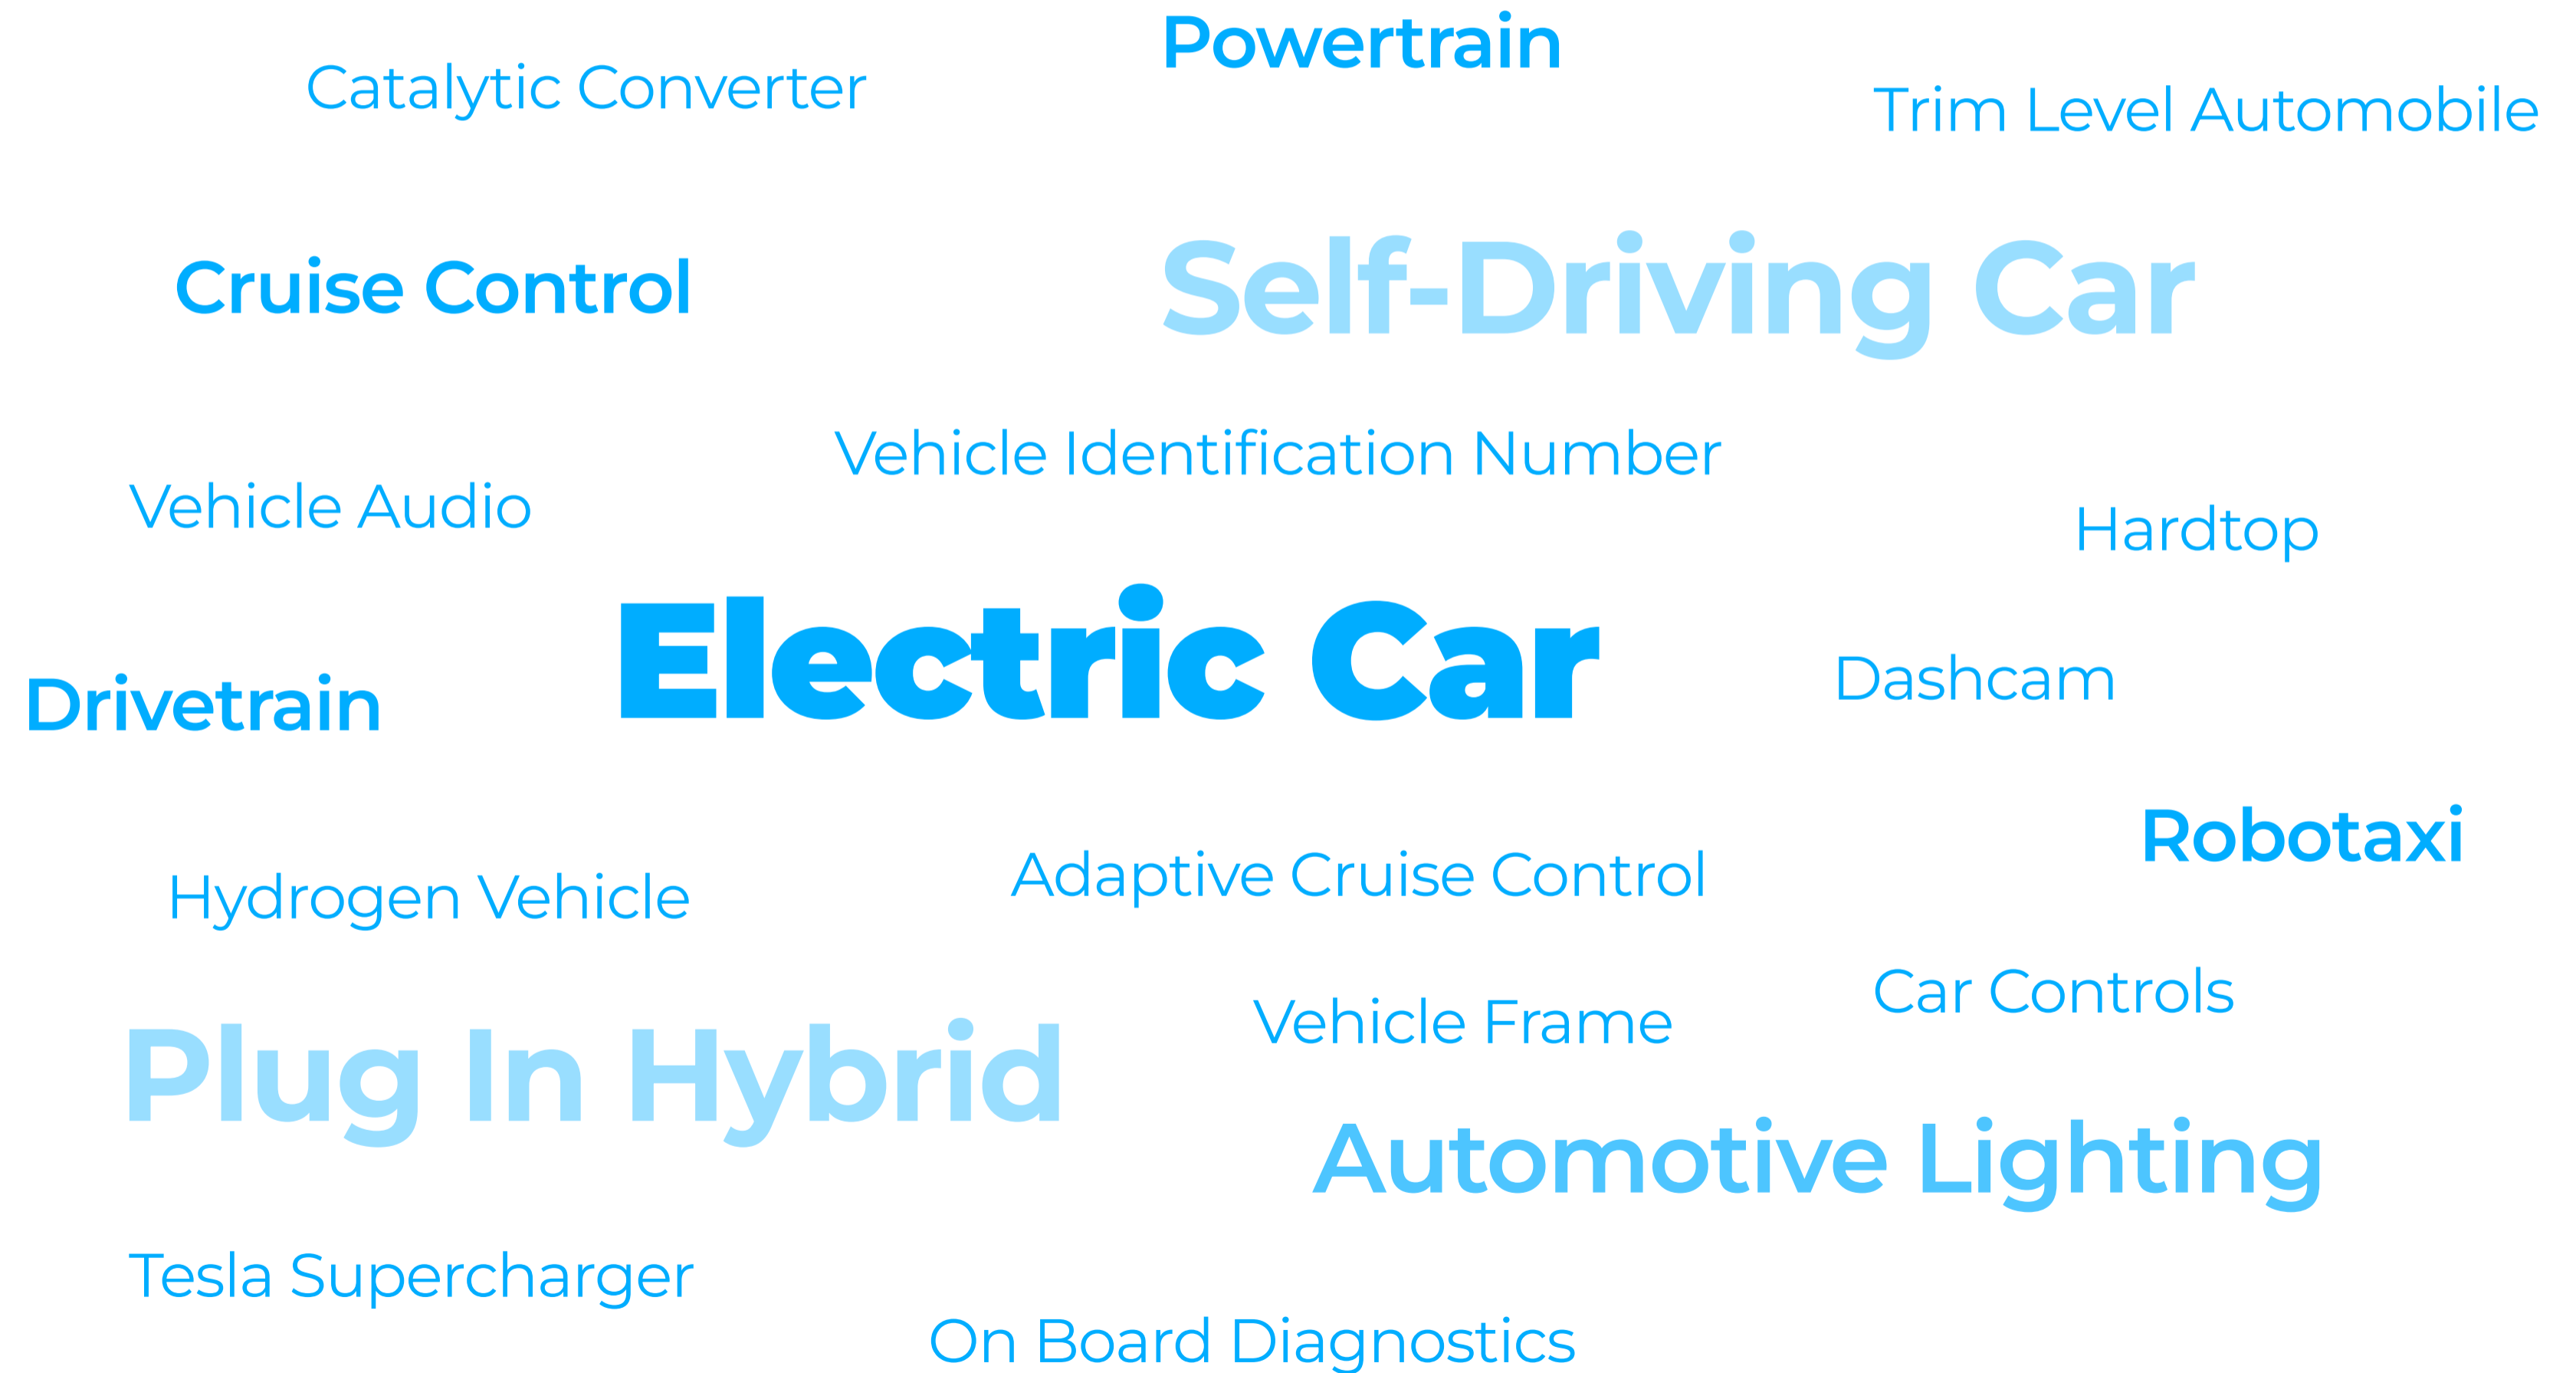 Powertrain
Catalytic Converter
Trim Level Automobile
Cruise Control
Self-Driving Car
Vehicle Identification Number
Vehicle Audio
Hardtop
Electric Car
Dashcam
Drivetrain
Robotaxi
Adaptive Cruise Control
Hydrogen Vehicle
Car Controls
Vehicle Frame
Plug In Hybrid
Automotive Lighting
Tesla Supercharger
On Board Diagnostics